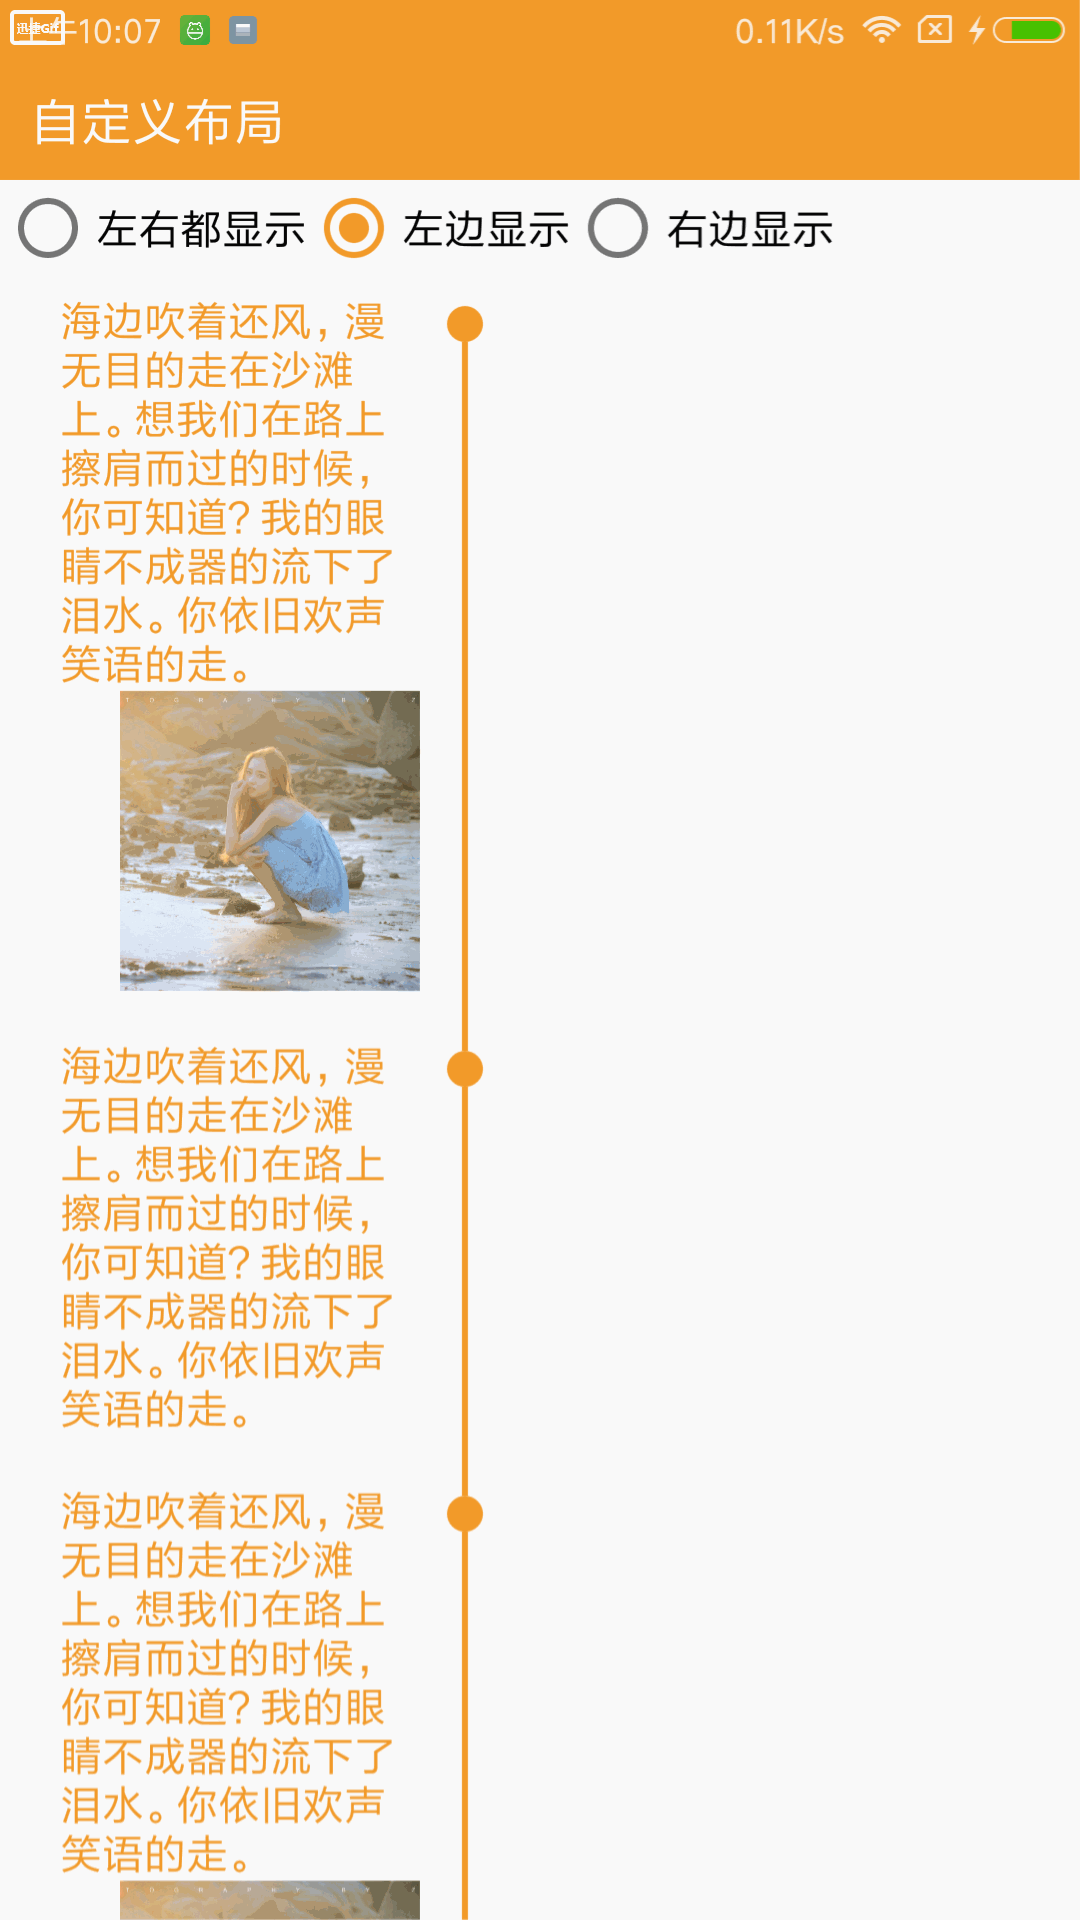 10:07
0.11K/s
自定义布局
左右都显示 左边显示 右边显示
海边吹着还风，漫
无目的走在沙滩
上。想我们在路上
擦肩而过的时候，
你可知道？我的眼
睛不成器的流下了
泪水。你依旧欢声
笑语的走。
海边吹着还风，漫
无目的走在沙滩
上。想我们在路上
擦肩而过的时候，
你可知道？我的眼
睛不成器的流下了
泪水。你依旧欢声
笑语的走。
海边吹着还风，漫
无目的走在沙滩
上。想我们在路上
擦肩而过的时候，
你可知道？我的眼
睛不成器的流下了
泪水。你依旧欢声
笑语的走。